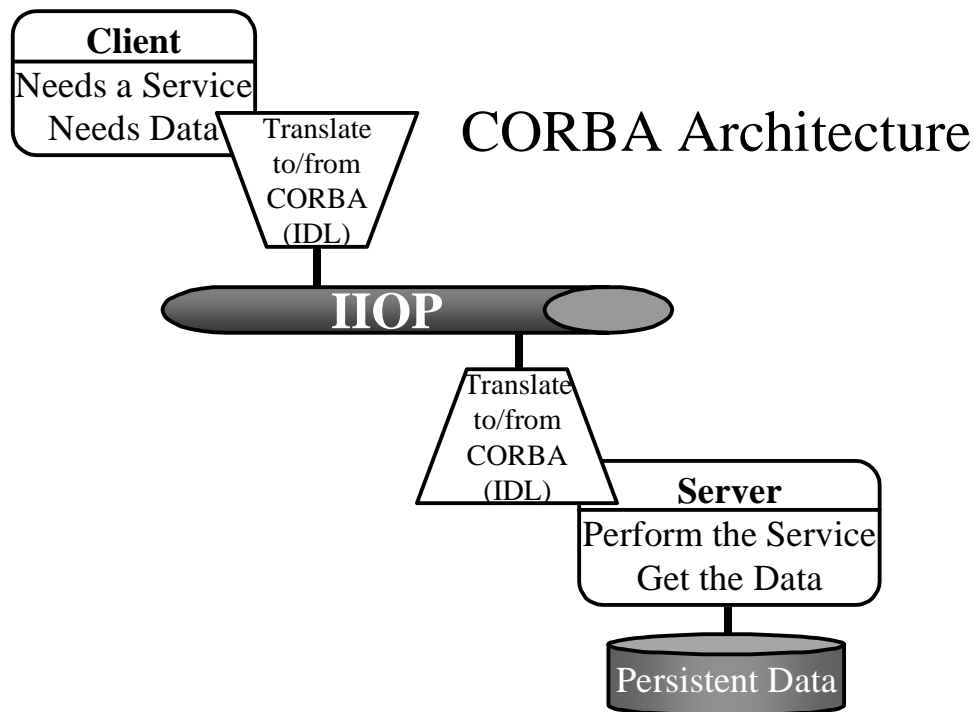 Client
Needs a Service
Needs Data
Translate
to/from
CORBA
(IDL)
CORBA Architecture
IIOP
Translate
to/from
CORBA
(IDL)
Server
Perform the Service
Get the Data
Persistent Data